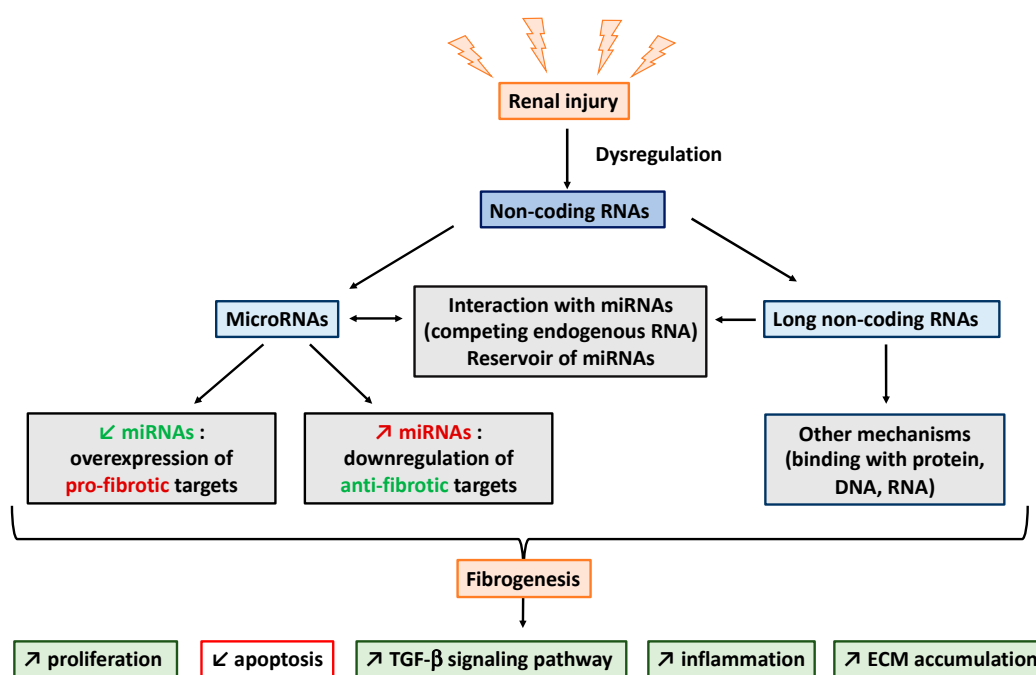 Renal injury
Dysregulation
Non-coding RNAs
MicroRNAs
Interaction with miRNAs
(competing endogenous RNA)
Reservoir of miRNAs
Long non-coding RNAs
↙ miRNAs :
overexpression of
pro-fibrotic targets
↗ miRNAs :
downregulation of
anti-fibrotic targets
Other mechanisms
(binding with protein,
DNA, RNA)
Fibrogenesis
↗ proliferation
↙ apoptosis
↗ TGF-β signaling pathway
↗ inflammation
↗ ECM accumulation